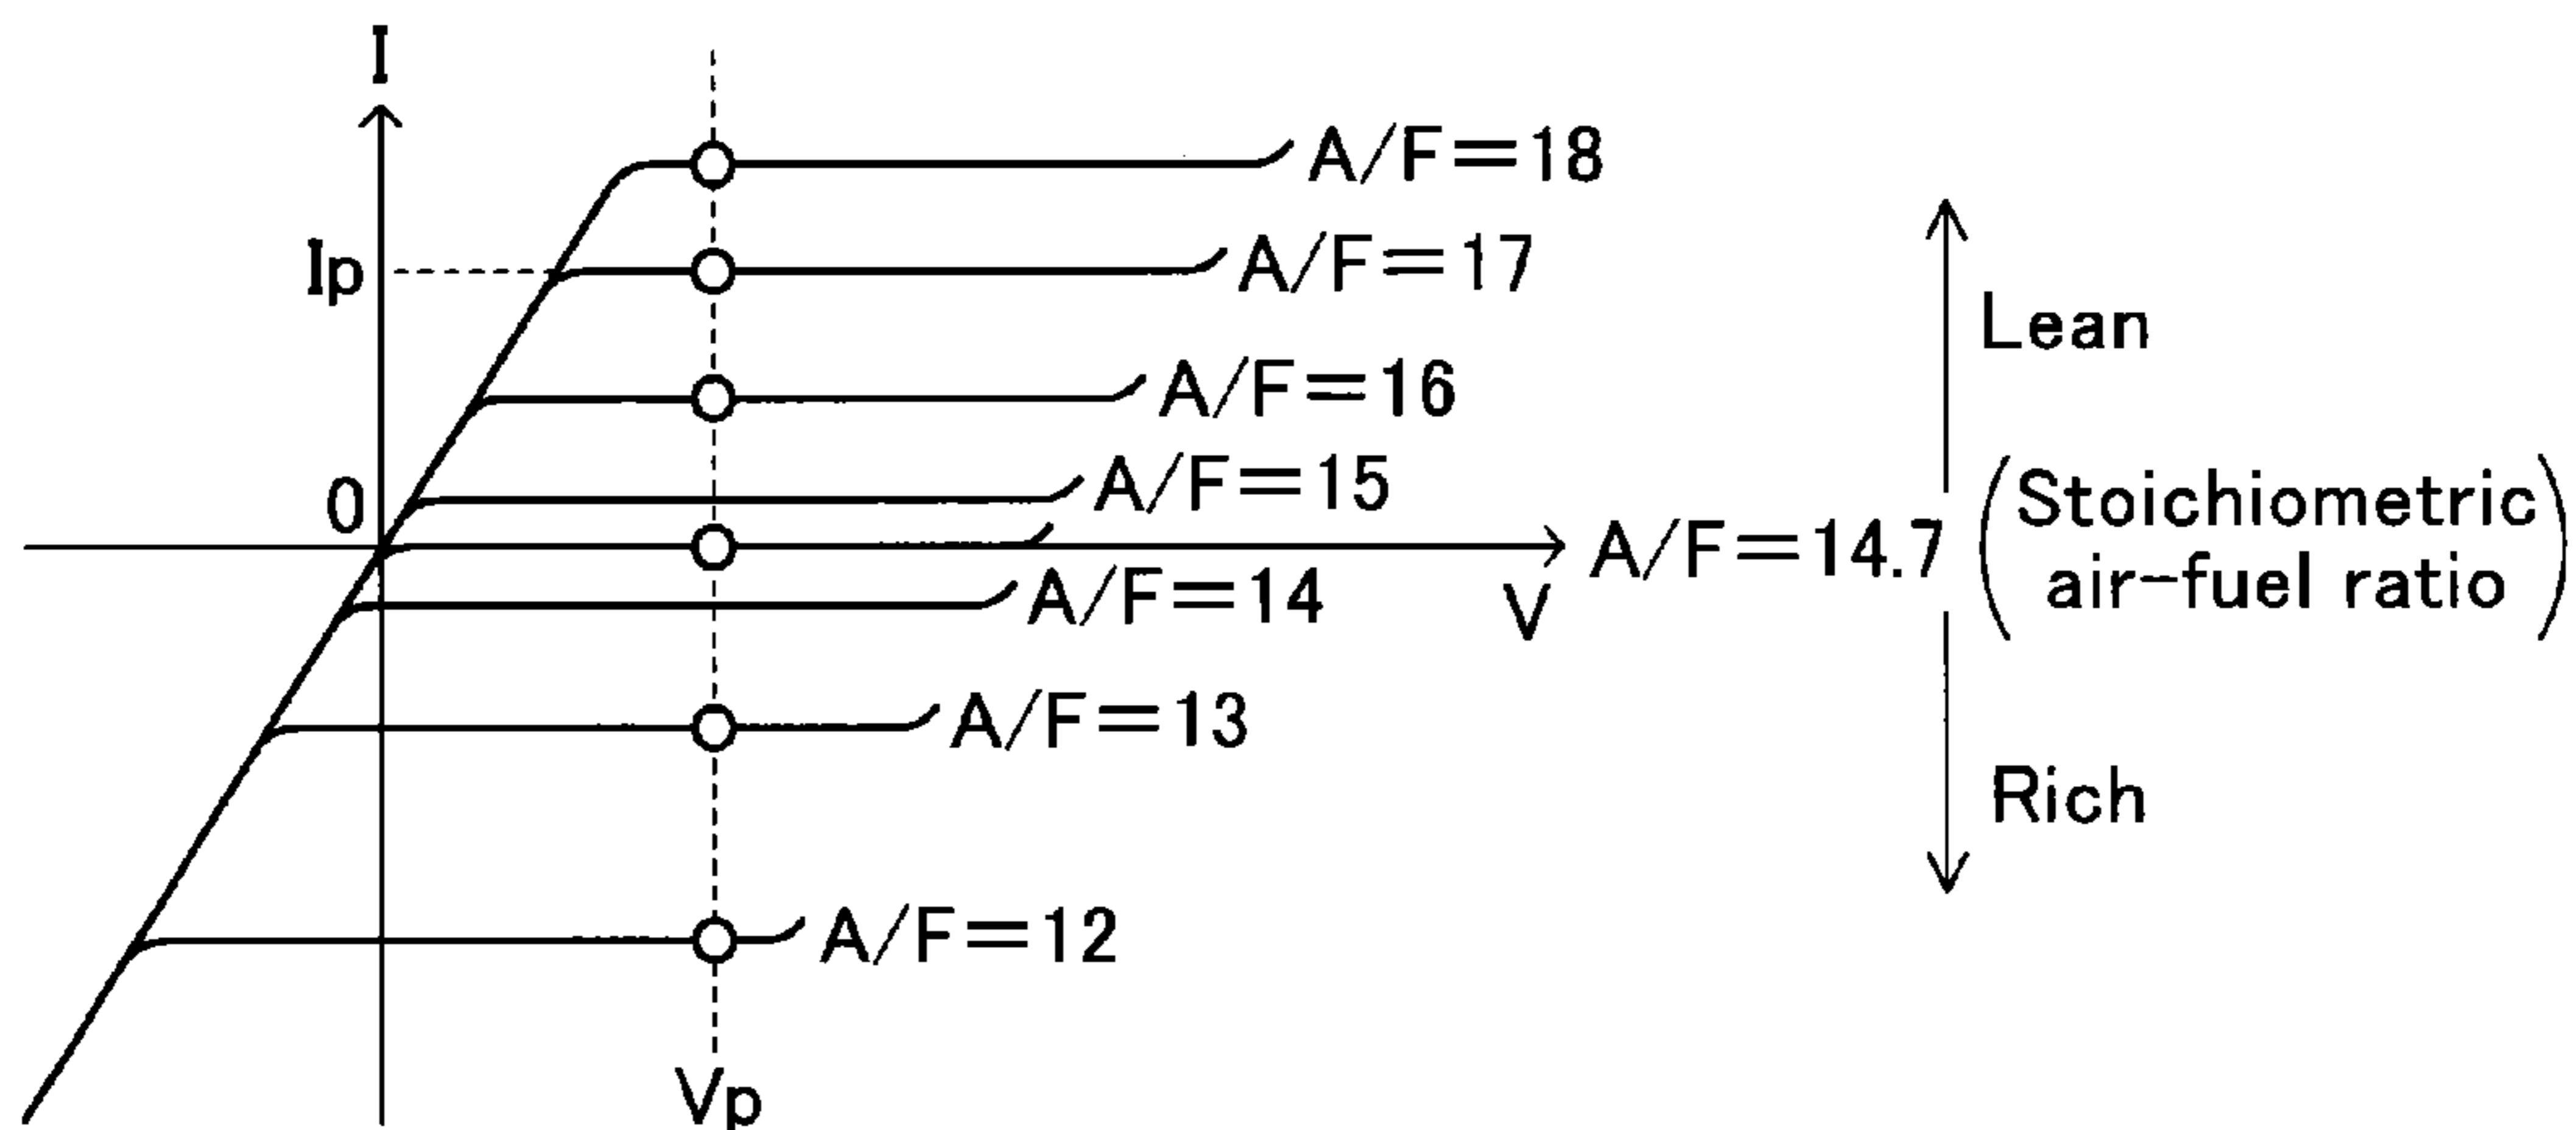 I
A/F=18
Ip
A/F=17
Lean
A/F=16
0
A/F=15
V
A/F=14.7
(Stoichiometric
air-fuel ratio)
A/F=14
A/F=13
Rich
A/F=12
Vp